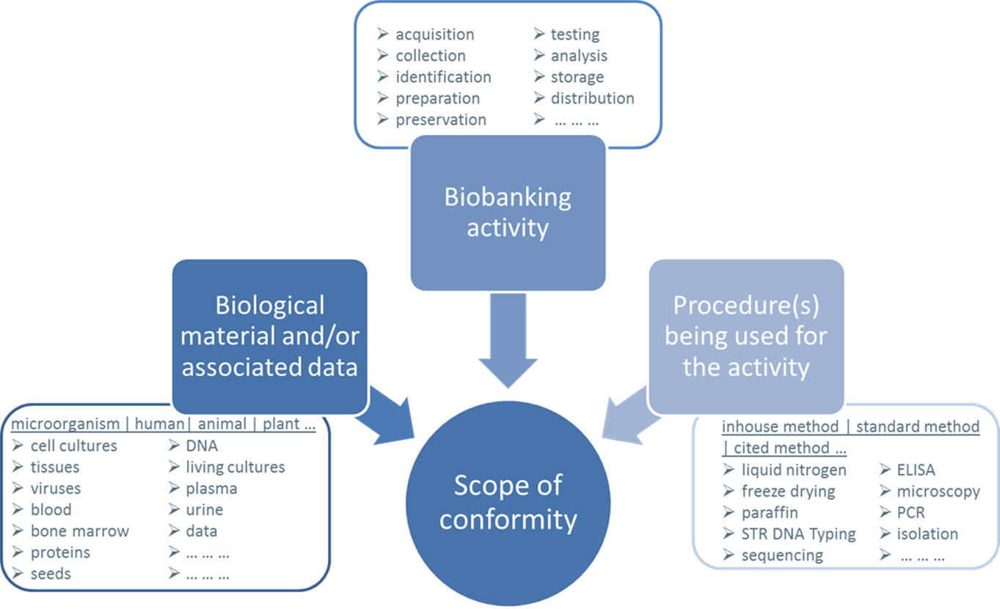 ➢ acquisition
➢ collection
➢ identification
➢ preparation
➢ preservation
➢ testing
➢ analysis
➢ storage
➢ distribution
➢ … … …
Biobanking
activity
Biological
material and/or
associated data
microorganism | human| animal | plant …
➢ cell cultures
➢ tissues
➢ viruses
➢ blood
➢ bone marrow
➢ proteins
➢ seeds
➢ DNA
➢ living cultures
➢ plasma
➢ urine
➢ data
➢ … … …
➢ … … …
Procedure(s)
being used for
the activity
inhouse method | standard method
| cited method …
➢ liquid nitrogen
➢ freeze drying
➢ paraffin
➢ STR DNA Typing
➢ sequencing
➢ ELISA
➢ microscopy
➢ PCR
➢ isolation
➢ … … …
Scope of
conformity